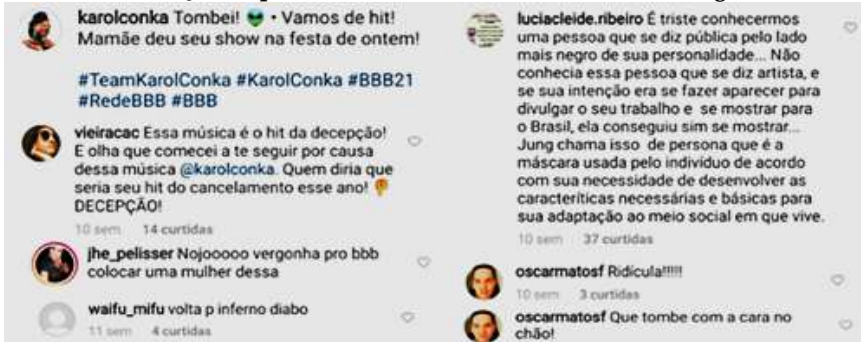 karolconka Tombei! 👽 • Vamos de hit!
Mamãe deu seu show na festa de ontem!
#TeamKarolConka #KarolConka #BBB21
#RedeBBB #BBB
vieiracac Essa música é o hit da decepção!
E olha que comecei a te seguir por causa
dessa música @karolconka. Quem diria que
seria seu hit do cancelamento esse ano!
DECEPÇÃO!
10 sem 14 curtidas
jhe_pelisser Nojooooo vergonha pro bbb
colocar uma mulher dessa
waifu_mifu volta p inferno diabo
11 sem 4 curtidas
luciacleide.ribeiro É triste conhecermos
uma pessoa que se diz pública pelo lado
mais negro de sua personalidade... Não
conhecia essa pessoa que se diz artista, e
se sua intenção era se fazer aparecer para
divulgar o seu trabalho e se mostrar para
o Brasil, ela conseguiu sim se mostrar...
Jung chama isso de persona que é a
máscara usada pelo indivíduo de acordo
com sua necessidade de desenvolver as
caracteríticas necessárias e básicas para
sua adaptação ao meio social em que vive.
10 sem 37 curtidas
oscarmatosf Ridícula!!!!!
10 sem 3 curtidas
oscarmatosf Que tombe com a cara no
chão!